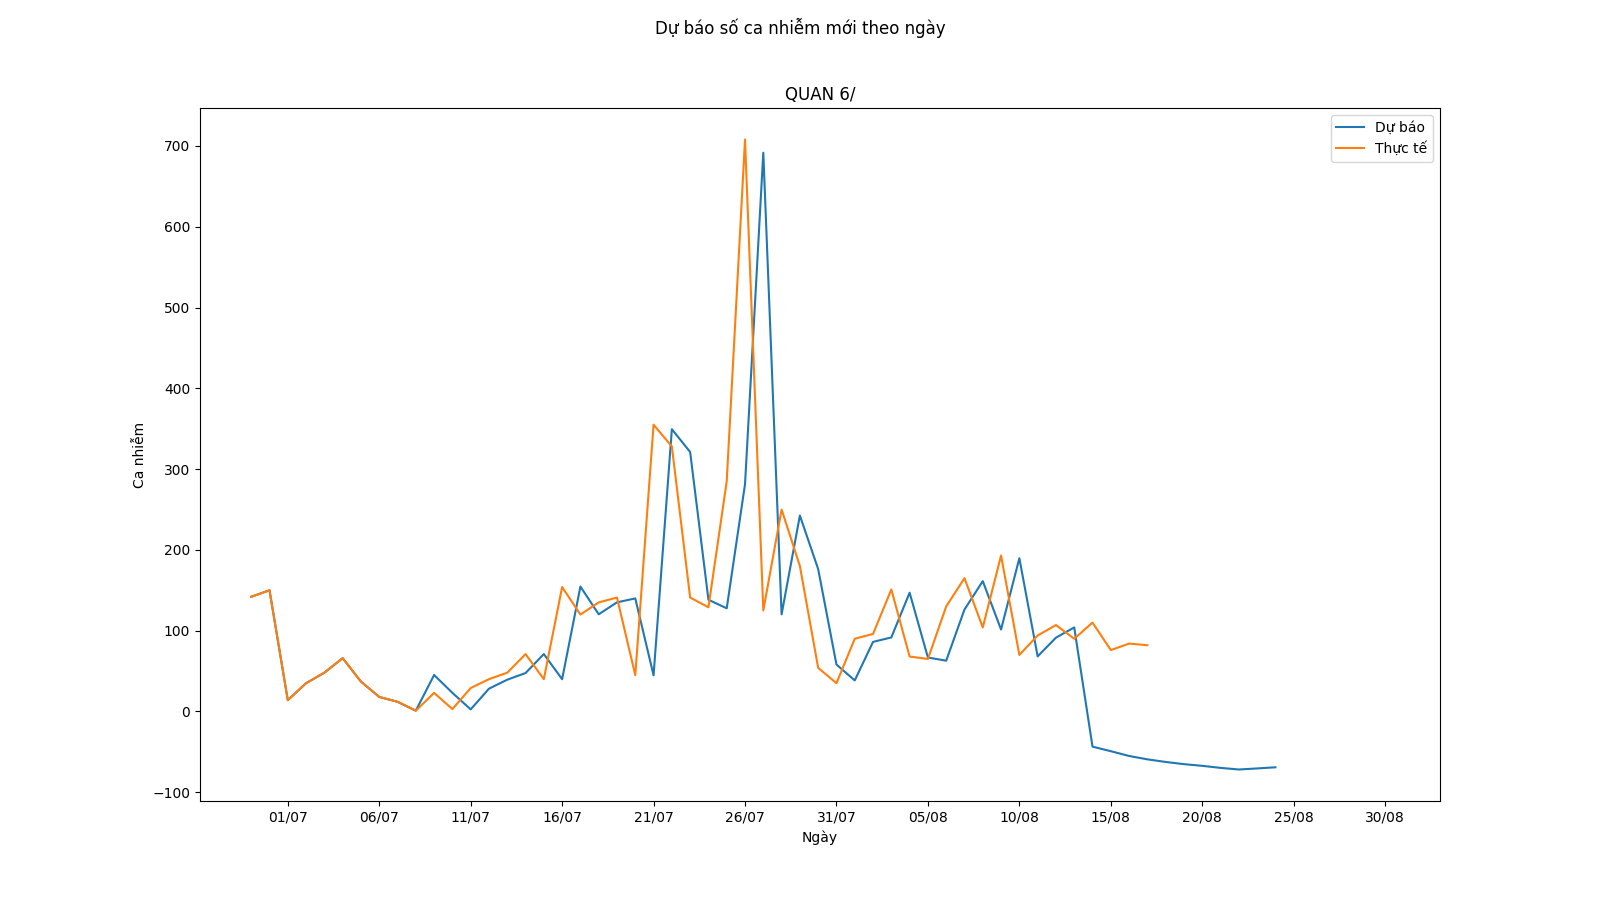 Dự báo số ca nhiễm mới theo ngày
QUAN 6/
Dự báo
Thực tế
700
600
500
400
300
200
100
0
−100
Ca nhiễm
01/07 06/07 11/07 16/07 21/07 26/07 31/07 05/08 10/08 15/08 20/08 25/08 30/08
Ngày